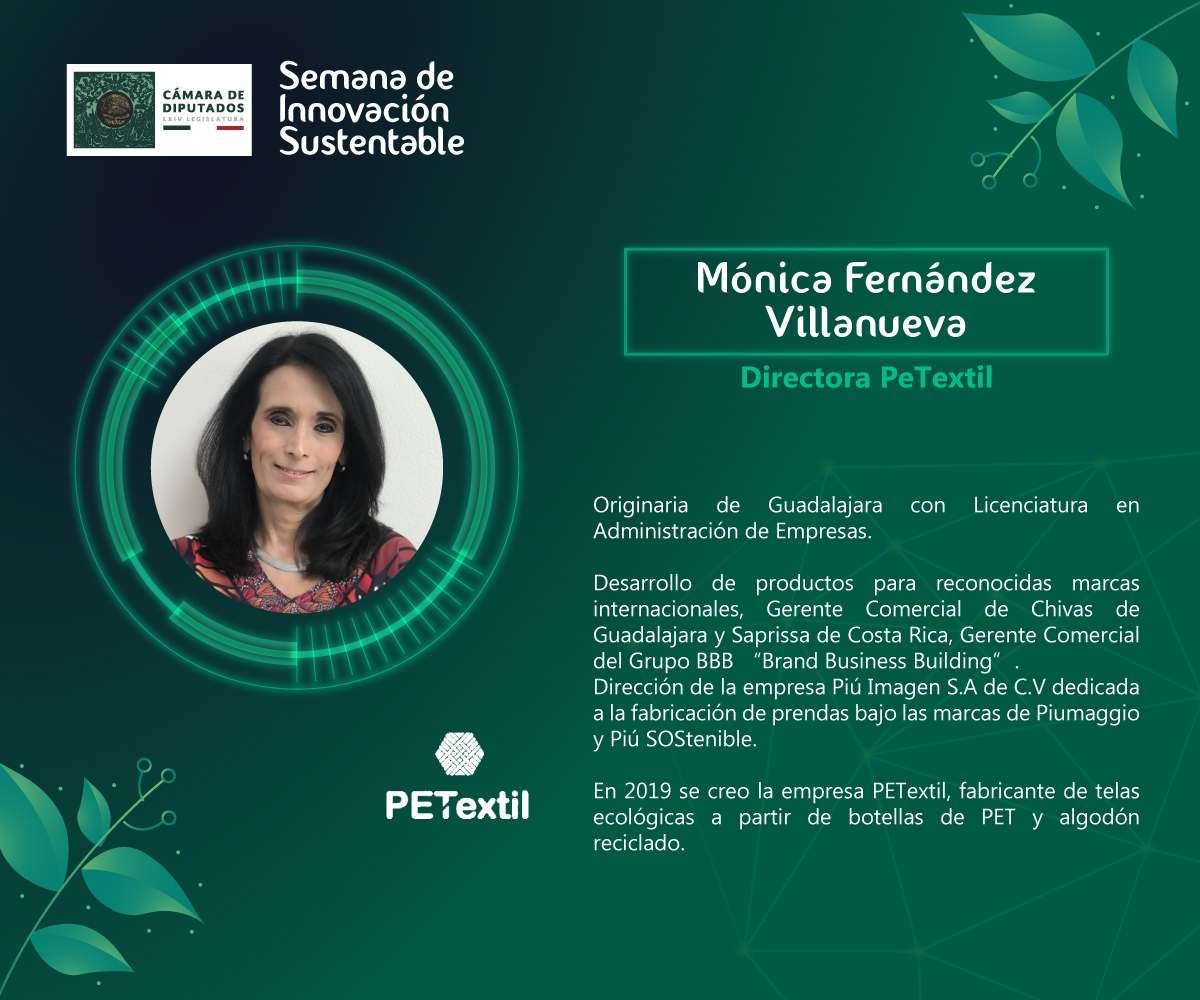 CÁMARA DE
DIPUTADOS
LXIV LEGISLATURA
Semana de
Innovación
Sustentable
Mónica Fernández
Villanueva
Directora PeTextil
Originaria de Guadalajara con Licenciatura en
Administración de Empresas.
Desarrollo de productos para reconocidas marcas
internacionales, Gerente Comercial de Chivas de
Guadalajara y Saprissa de Costa Rica, Gerente Comercial
del Grupo BBB “Brand Business Building” .
Dirección de la empresa Piú Imagen S.A de C.V dedicada
a la fabricación de prendas bajo las marcas de Piumaggio
y Piú SOStenible.
En 2019 se creo la empresa PETextil, fabricante de telas
ecológicas a partir de botellas de PET y algodón
reciclado.
PETextil